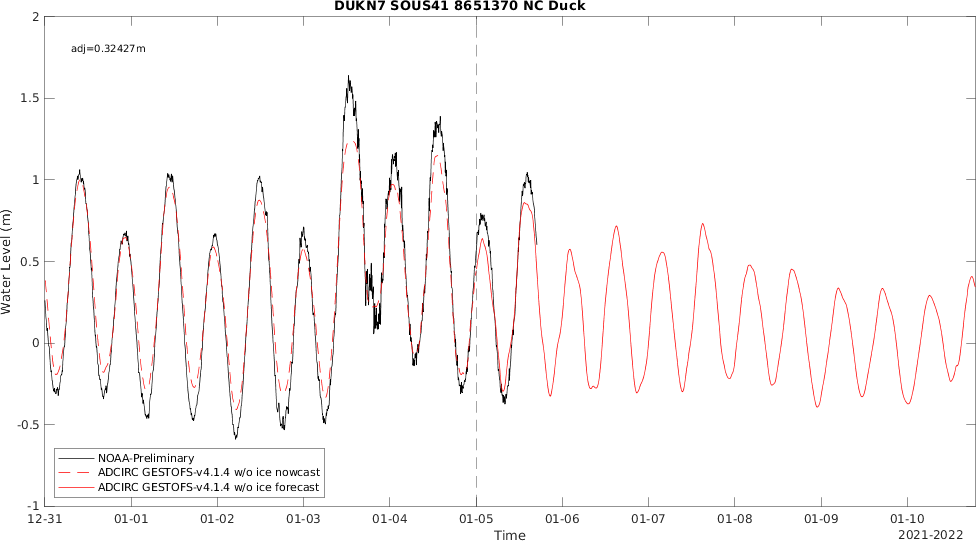 DUKN7 SOUS41 8651370 NC Duck
adj=0.32427m
2
1.5
1
0.5
0
-0.5
-1
Water Level (m)
NOAA-Preliminary
ADCIRC GESTOFS-v4.1.4 w/o ice nowcast
ADCIRC GESTOFS-v4.1.4 w/o ice forecast
12-31 01-01 01-02 01-03 01-04 01-05 01-06 01-07 01-08 01-09 01-10
Time
2021-2022